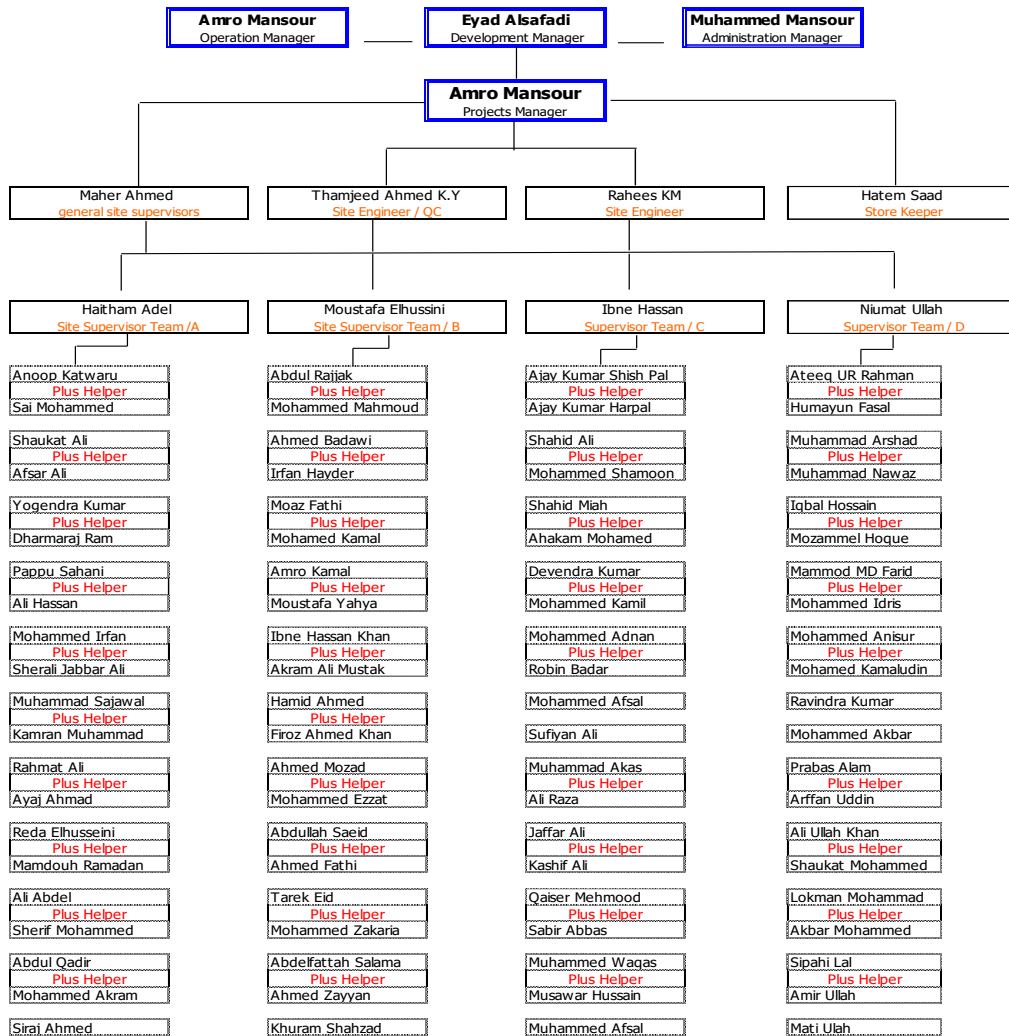 Amro Mansour
Operation Manager
Eyad Alsafadi
Development Manager
Muhammed Mansour
Administration Manager
Amro Mansour
Projects Manager
Maher Ahmed
general site supervisors
Thamjeed Ahmed K.Y
Site Engineer / QC
Rahees KM
Site Engineer
Hatem Saad
Store Keeper
Haitham Adel
Site Supervisor Team /A
Moustafa Elhussini
Site Supervisor Team / B
Ibne Hassan
Supervisor Team / C
Niumat Ullah
Supervisor Team / D
Anoop Katwaru
Plus Helper
Sai Mohammed
Shaukat Ali
Plus Helper
Afsar Ali
Yogendra Kumar
Plus Helper
Dharmaraj Ram
Pappu Sahani
Plus Helper
Ali Hassan
Mohammed Irfan
Plus Helper
Sherali Jabbar Ali
Muhammad Sajawal
Plus Helper
Kamran Muhammad
Rahmat Ali
Plus Helper
Ayaj Ahmad
Reda Elhusseini
Plus Helper
Mamdouh Ramadan
Ali Abdel
Plus Helper
Sherif Mohammed
Abdul Qadir
Plus Helper
Mohammed Akram
Siraj Ahmed
Abdul Rajjak
Plus Helper
Mohammed Mahmoud
Ahmed Badawi
Plus Helper
Irfan Hayder
Moaz Fathi
Plus Helper
Mohamed Kamal
Amro Kamal
Plus Helper
Moustafa Yahya
Ibne Hassan Khan
Plus Helper
Akram Ali Mustak
Hamid Ahmed
Plus Helper
Firoz Ahmed Khan
Ahmed Mozad
Plus Helper
Mohammed Ezzat
Abdullah Saeid
Plus Helper
Ahmed Fathi
Tarek Eid
Plus Helper
Mohammed Zakaria
Abdelfattah Salama
Plus Helper
Ahmed Zayyan
Khuram Shahzad
Ajay Kumar Shish Pal
Plus Helper
Ajay Kumar Harpal
Shahid Ali
Plus Helper
Mohammed Shamoon
Shahid Miah
Plus Helper
Ahakam Mohamed
Devendra Kumar
Plus Helper
Mohammed Kamil
Mohammed Adnan
Plus Helper
Robin Badar
Mohammed Afsal
Sufiyan Ali
Muhammad Akas
Plus Helper
Ali Raza
Jaffar Ali
Plus Helper
Kashif Ali
Qaiser Mehmood
Plus Helper
Sabir Abbas
Muhammed Waqas
Plus Helper
Musawar Hussain
Muhammed Afsal
Ateeq UR Rahman
Plus Helper
Humayun Fasal
Muhammad Arshad
Plus Helper
Muhammad Nawaz
Iqbal Hossain
Plus Helper
Mozammel Hoque
Mammod MD Farid
Plus Helper
Mohammed Idris
Mohammed Anisur
Plus Helper
Mohamed Kamaludin
Ravindra Kumar
Mohammed Akbar
Prabas Alam
Plus Helper
Arffan Uddin
Ali Ullah Khan
Plus Helper
Shaukat Mohammed
Lokman Mohammad
Plus Helper
Akbar Mohammed
Sipahi Lal
Plus Helper
Amir Ullah
Mati Ulah